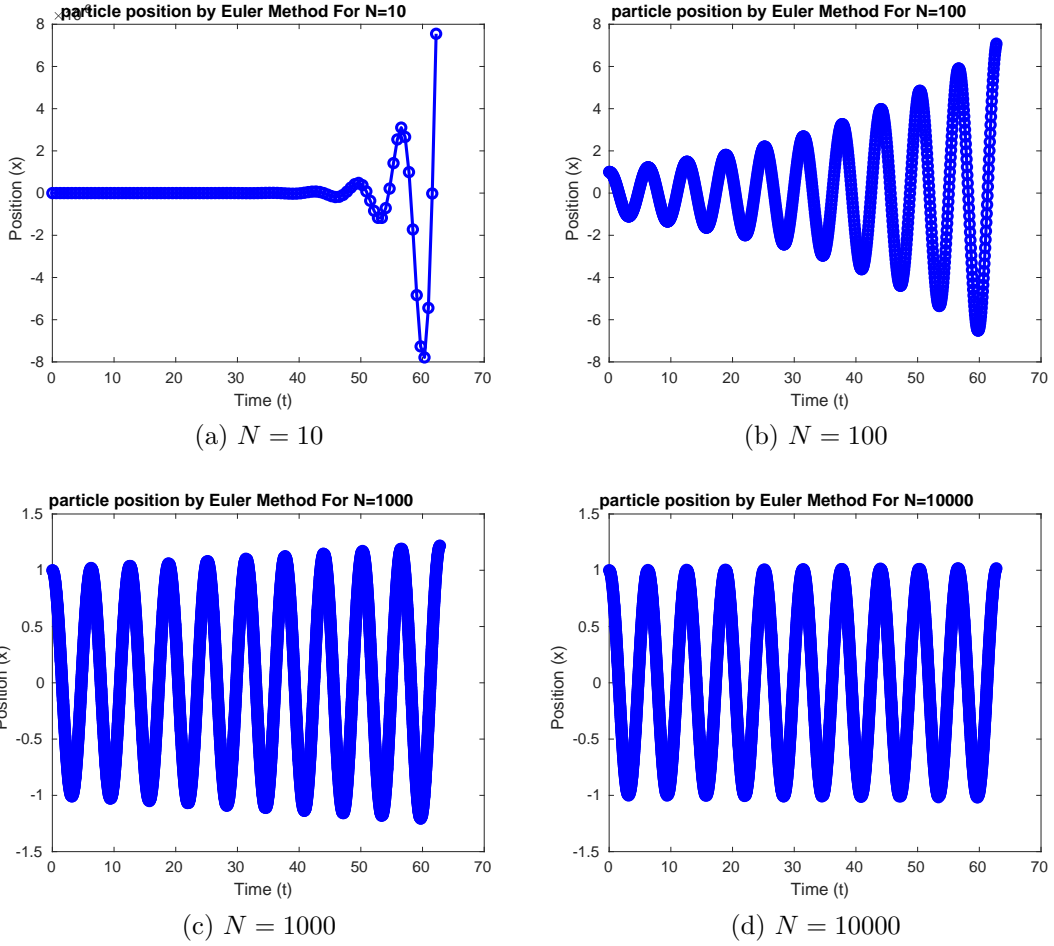 particle position by Euler Method For N=10
8
6
4
2
0
-2
-4
-6
-8
Position (x)
0 10 20 30 40 50 60 70
Time (t)
(a) N = 10
particle position by Euler Method For N=100
8
6
4
2
0
-2
-4
-6
-8
Position (x)
0 10 20 30 40 50 60 70
Time (t)
(b) N = 100
particle position by Euler Method For N=1000
1.5
1
0.5
0
-0.5
-1
-1.5
Position (x)
0 10 20 30 40 50 60 70
Time (t)
(c) N = 1000
particle position by Euler Method For N=10000
1.5
1
0.5
0
-0.5
-1
-1.5
Position (x)
0 10 20 30 40 50 60 70
Time (t)
(d) N = 10000